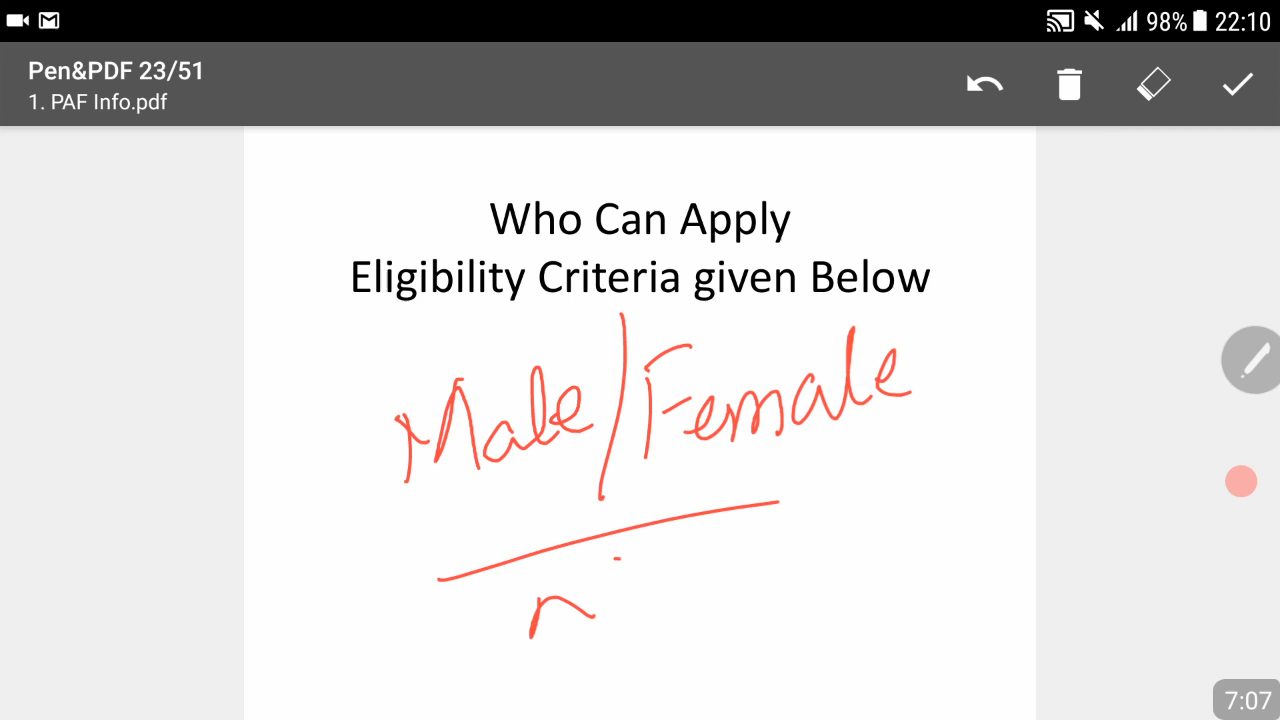 98% 22:10
Pen&PDF 23/51
1. PAF Info.pdf
Who Can Apply
Eligibility Criteria given Below
Male/Female
7:07